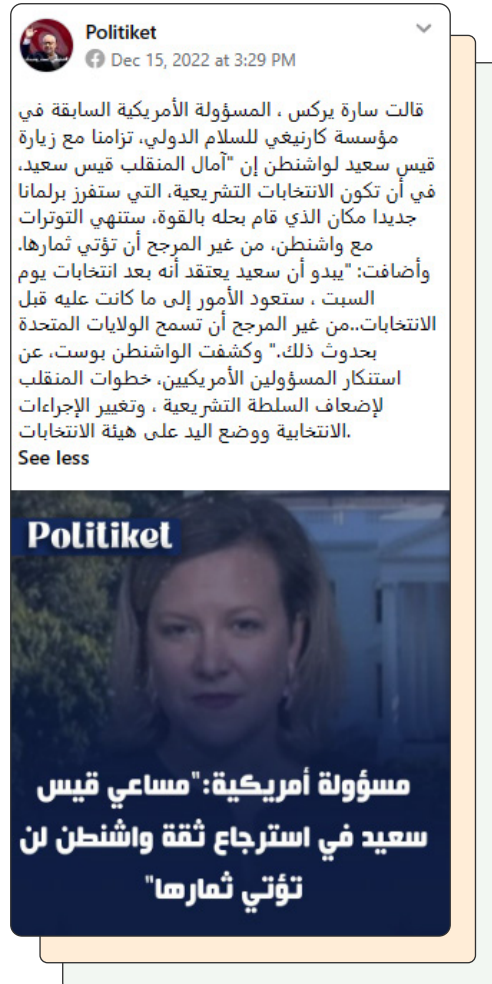 Politiket
Dec 15, 2022 at 3:29 PM
قالت سارة يركس ، المسؤولة الأمريكية السابقة في
مؤسسة كارنيغي للسلام الدولي، تزامنا مع زيارة
قيس سعيد لواشنطن إن "آمال المنقلب قيس سعيد،
في أن تكون الانتخابات التشريعية، التي ستفرز برلمانا
جديدا مكان الذي قام بحله بالقوة، ستنهي التوترات
مع واشنطن، من غير المرجح أن تؤتي ثمارها.
وأضافت: "يبدو أن سعيد يعتقد أنه بعد انتخابات يوم
السبت ، ستعود الأمور إلى ما كانت عليه قبل
الانتخابات..من غير المرجح أن تسمح الولايات المتحدة
بحدوث ذلك." وكشفت الواشنطن بوست، عن
استنكار المسؤولين الأمريكيين، خطوات المنقلب
لإضعاف السلطة التشريعية ، وتغيير الإجراءات
الانتخابية ووضع اليد على هيئة الانتخابات.
See less
Politiket
مسؤولة أمريكية:"مساعي قيس
سعيد في استرجاع ثقة واشنطن لن
تؤتي ثمارها"